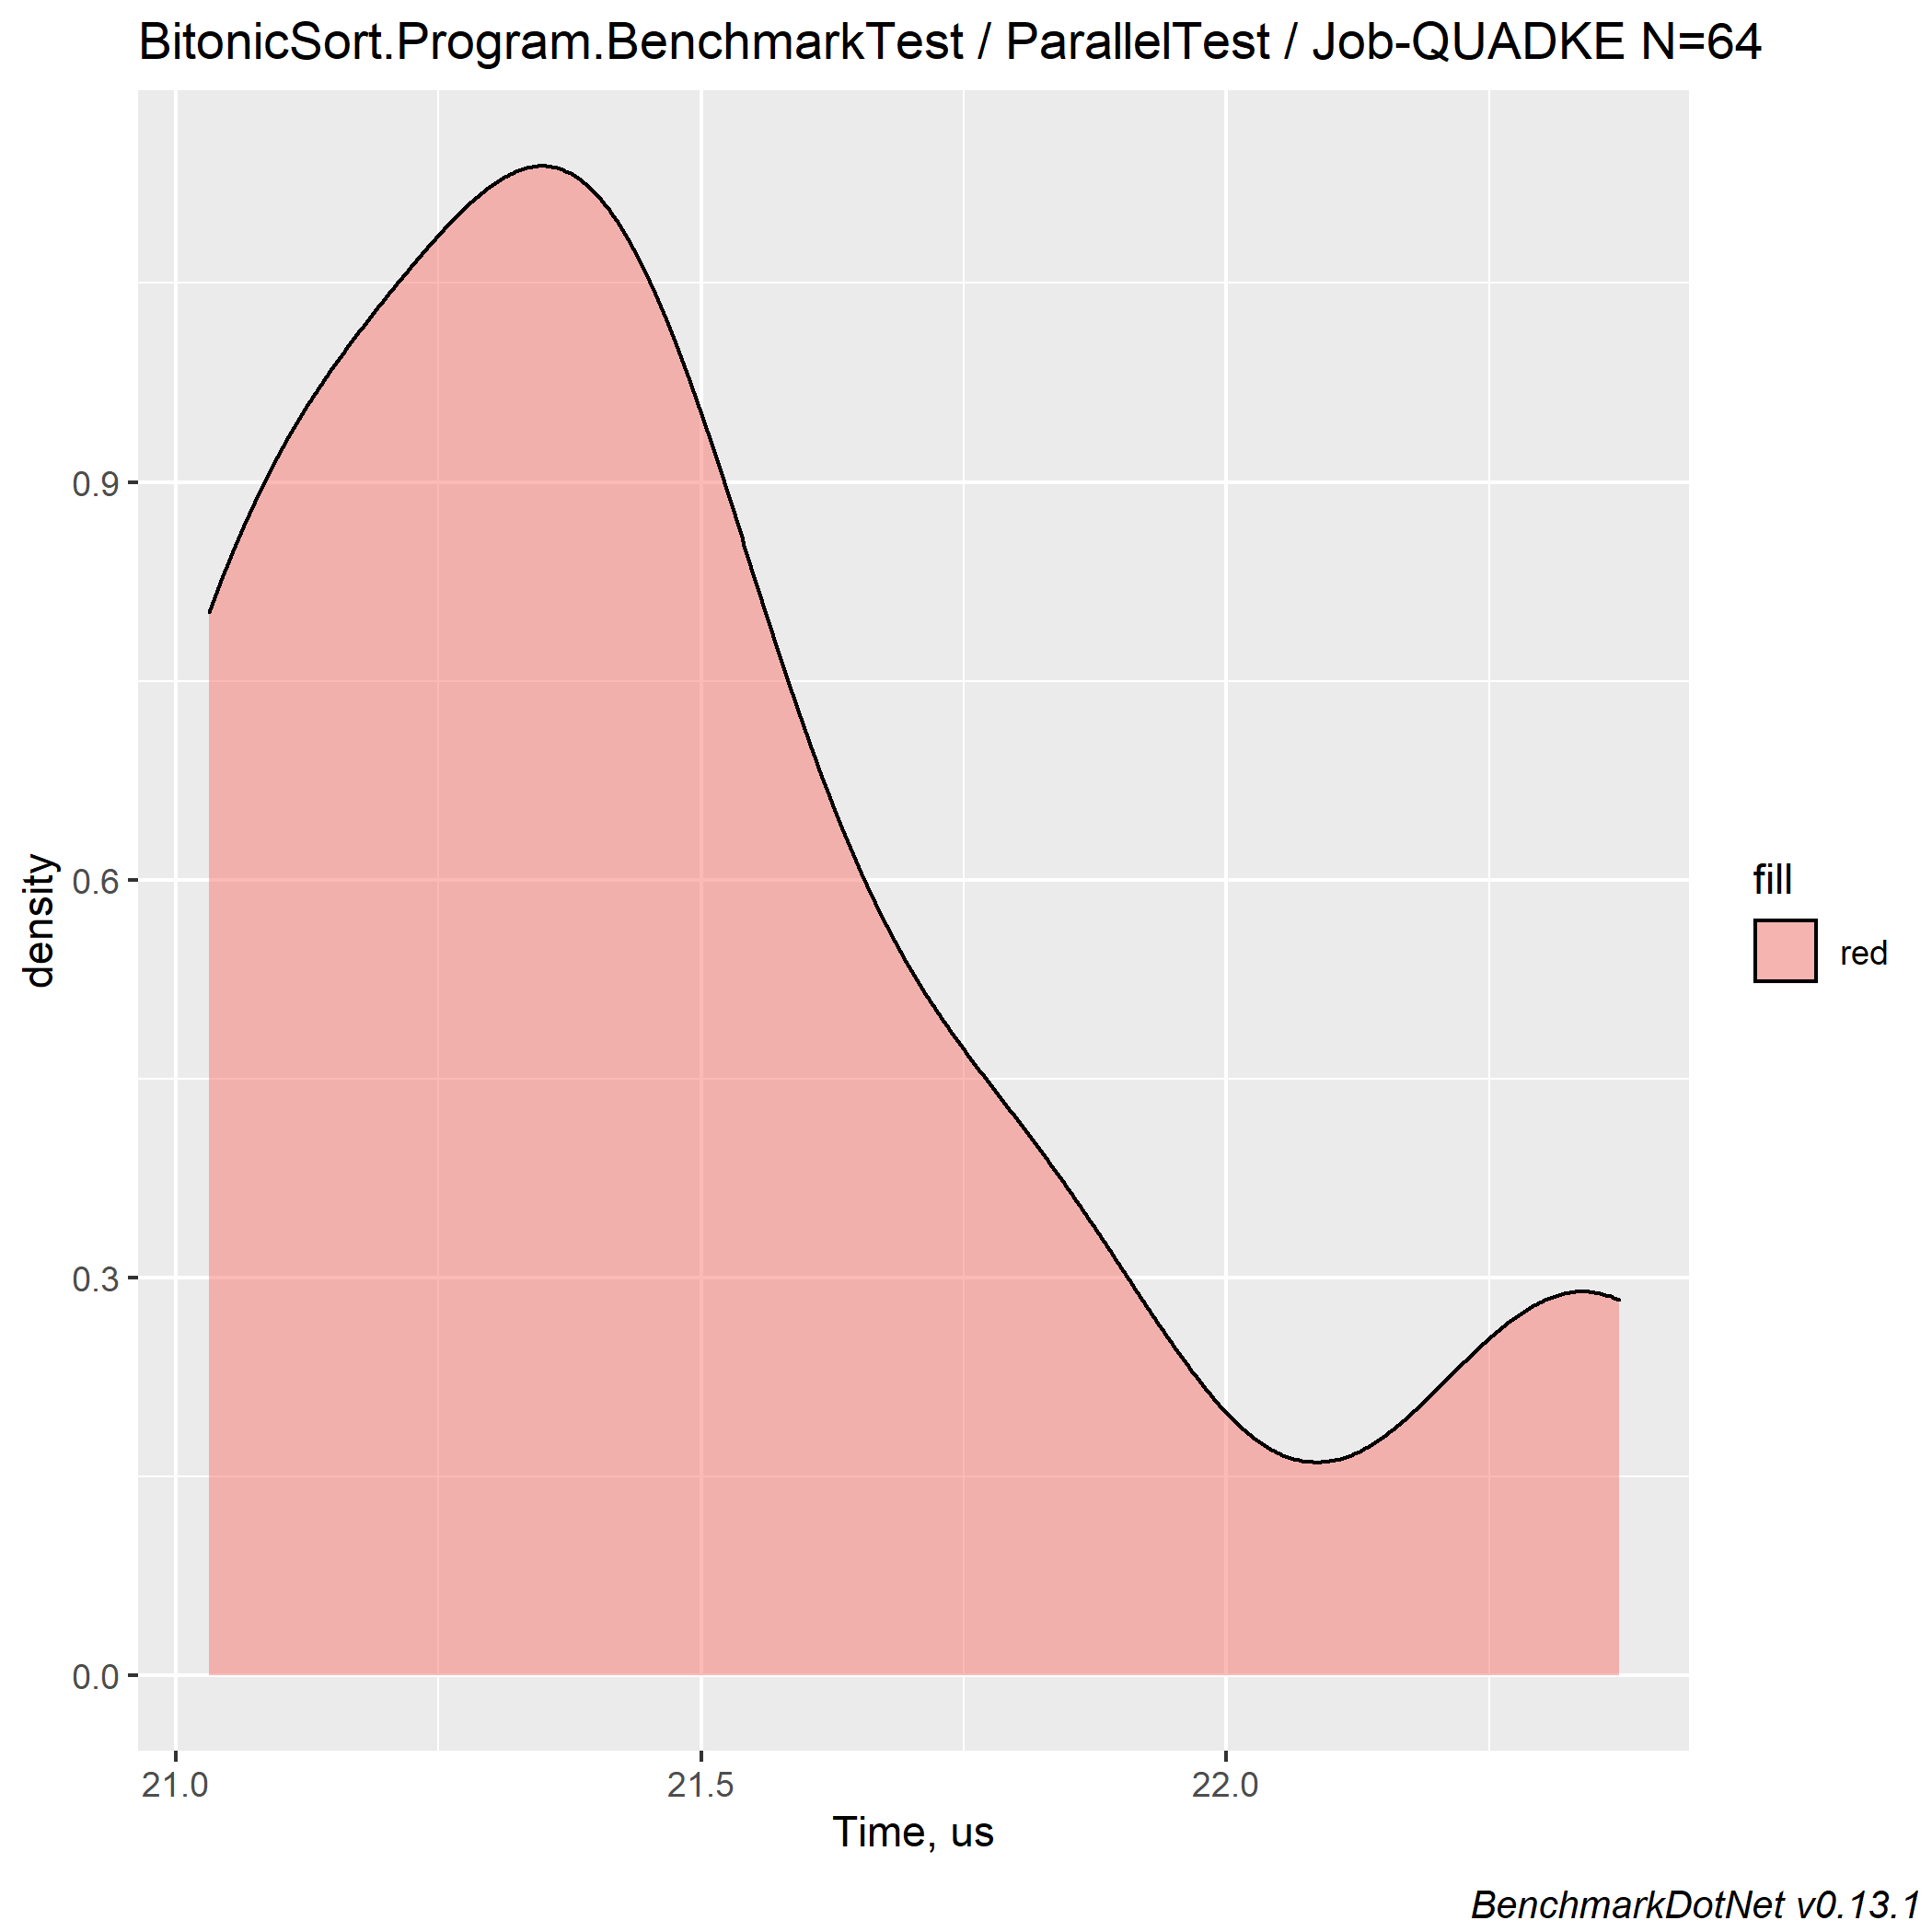 BitonicSort.Program.BenchmarkTest / ParallelTest / Job-QUADKE N=64
density
0.9
0.6
0.3
0.0
21.0 21.5 22.0
Time, us
fill
red
BenchmarkDotNet v0.13.1